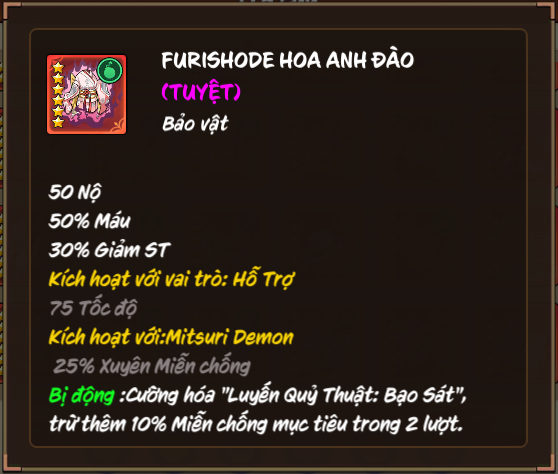 FURISHODE HOA ANH ĐÀO
(TUYỆT)
Bảo vật
50 Nộ
50% Máu
30% Giảm ST
Kích hoạt với vai trò: Hỗ Trợ
75 Tốc độ
Kích hoạt với:Mitsuri Demon
25% Xuyên Miễn chống
Bị động :Cường hóa "Luyến Quỷ Thuật: Bạo Sát",
trừ thêm 10% Miễn chống mục tiêu trong 2 lượt.